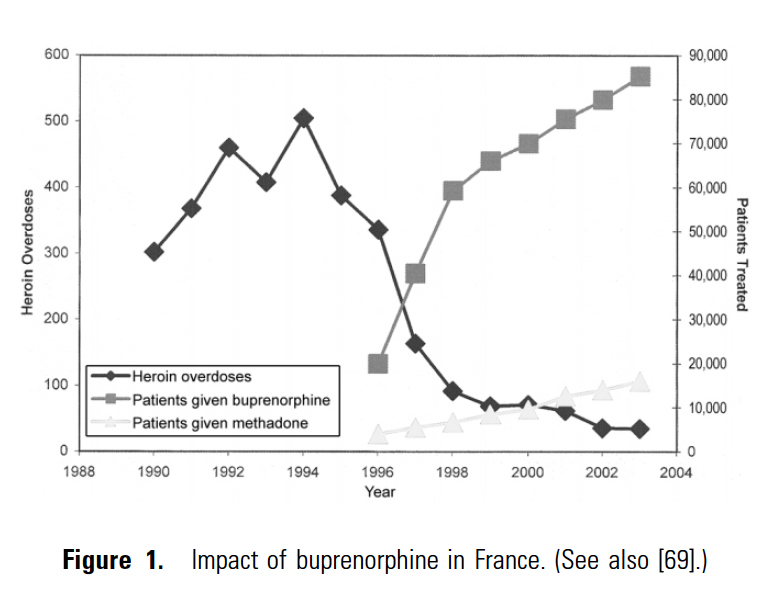 600
500
400
300
200
100
0
Heroin Overdoses
90,000
80,000
70,000
60,000
50,000
40,000
30,000
20,000
10,000
0
Patients Treated
Heroin overdoses
Patients given buprenorphine
Patients given methadone
1988 1990 1992 1994 1996 1998 2000 2002 2004
Year
Figure 1. Impact of buprenorphine in France. (See also [69].)